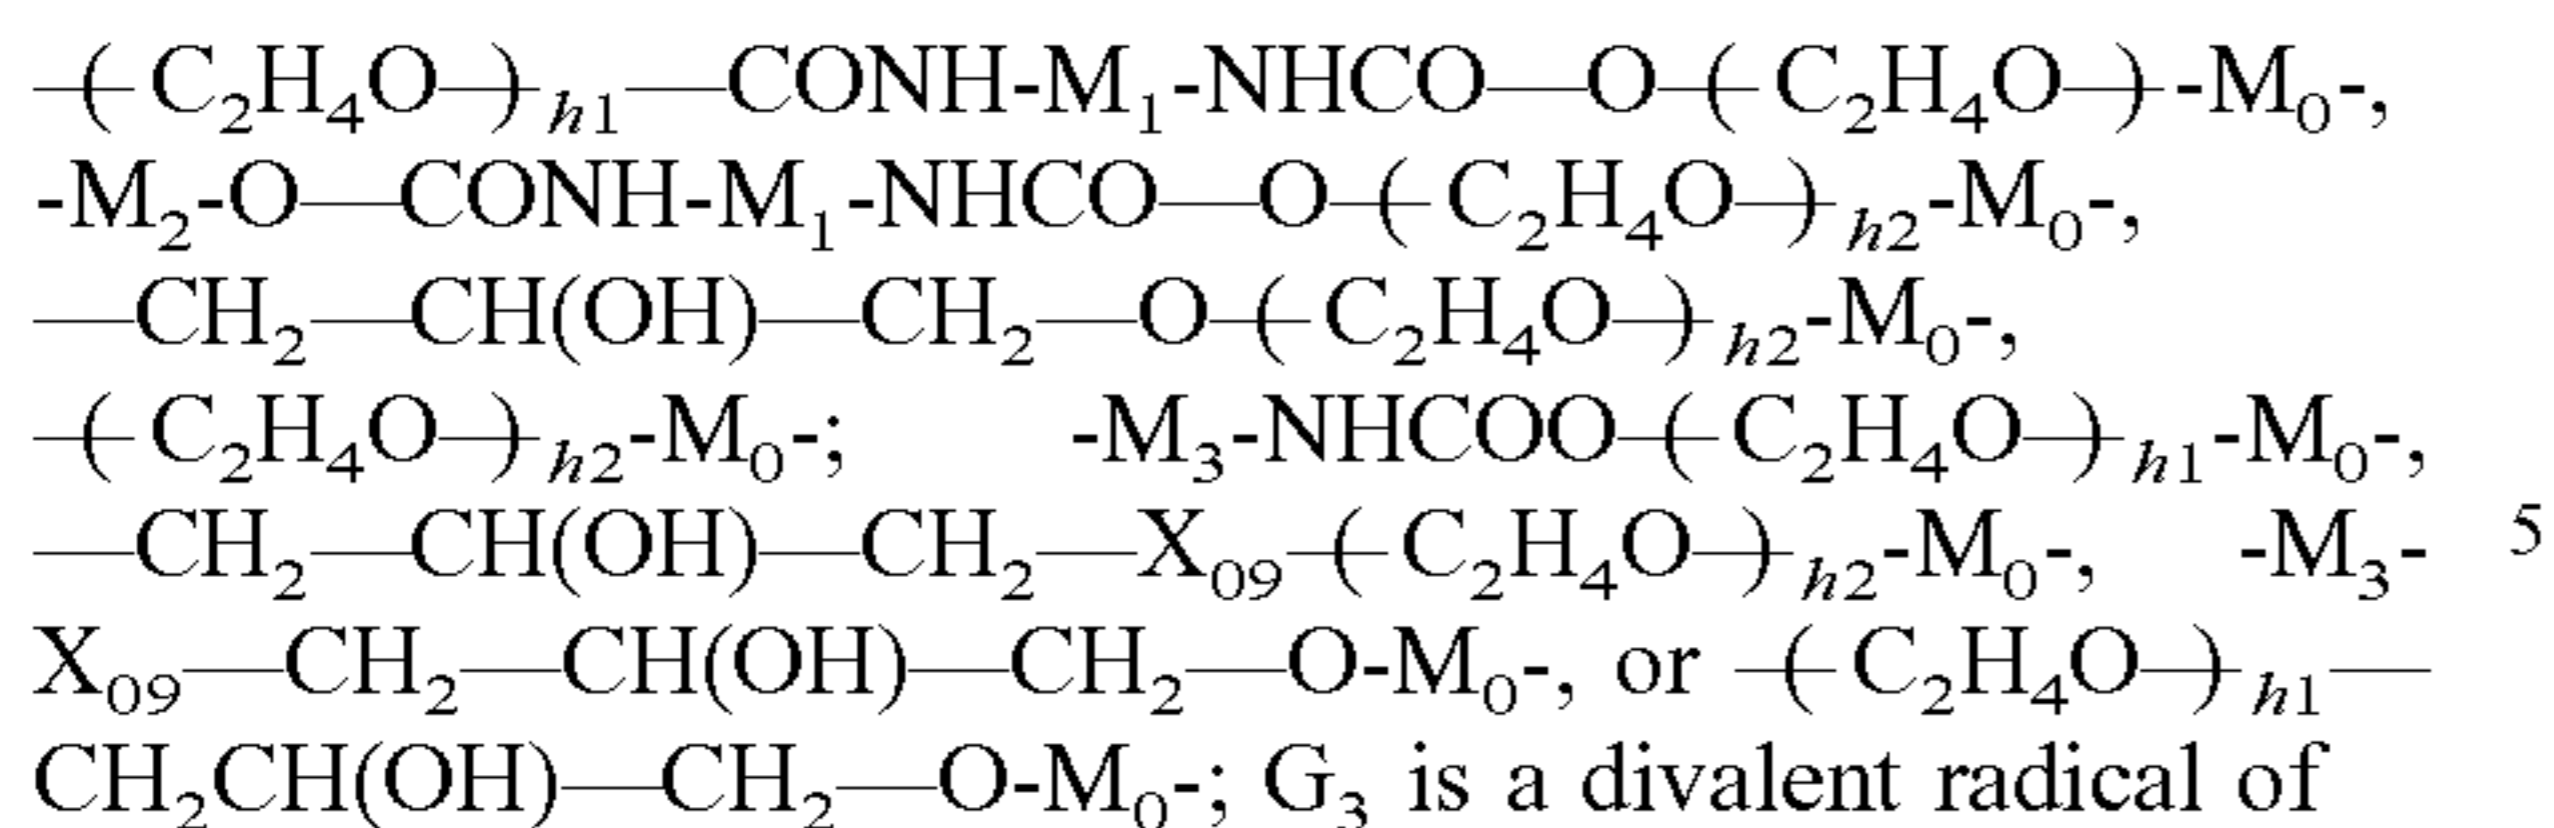 —(C₂H₄O—)ₕ₁—CONH-M₁-NHCO—O—(C₂H₄O—)-M₀-,
-M₂-O—CONH-M₁-NHCO—O—(C₂H₄O—)ₕ₂-M₀-,
—CH₂—CH(OH)—CH₂—O—(C₂H₄O—)ₕ₂-M₀-,
—(C₂H₄O—)ₕ₂-M₀-; -M₃-NHCOO—(C₂H₄O—)ₕ₁-M₀-,
—CH₂—CH(OH)—CH₂—X₀₉—(C₂H₄O—)ₕ₂-M₀-, -M₃- 5
X₀₉—CH₂—CH(OH)—CH₂—O-M₀-, or —(C₂H₄O—)ₕ₁—
CH₂CH(OH)—CH₂—O-M₀-; G₃ is a divalent radical of